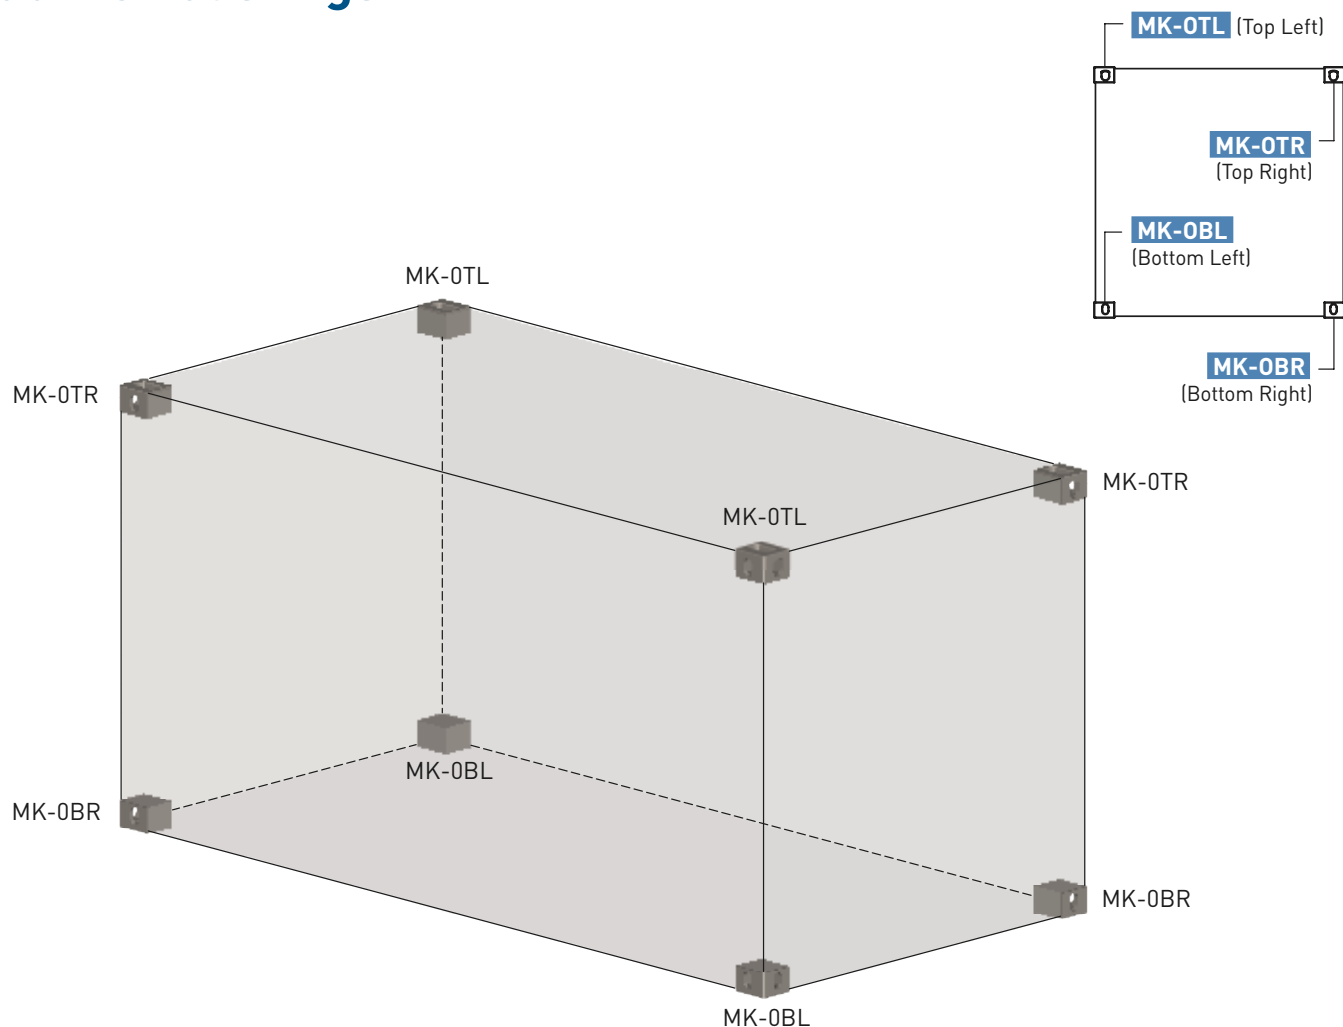 MK-0TL (Top Left)
MK-0TR
(Top Right)
MK-0BL
(Bottom Left)
MK-0BR
(Bottom Right)
MK-0TL
MK-0TR
MK-0TR
MK-0TL
MK-0BL
MK-0BR
MK-0BR
MK-0BL